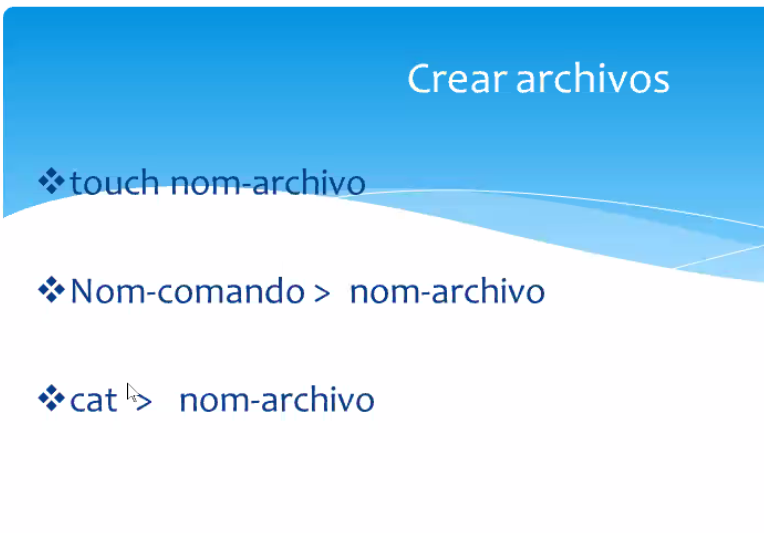 Crear archivos
touch nom-archivo
Nom-comando > nom-archivo
cat > nom-archivo